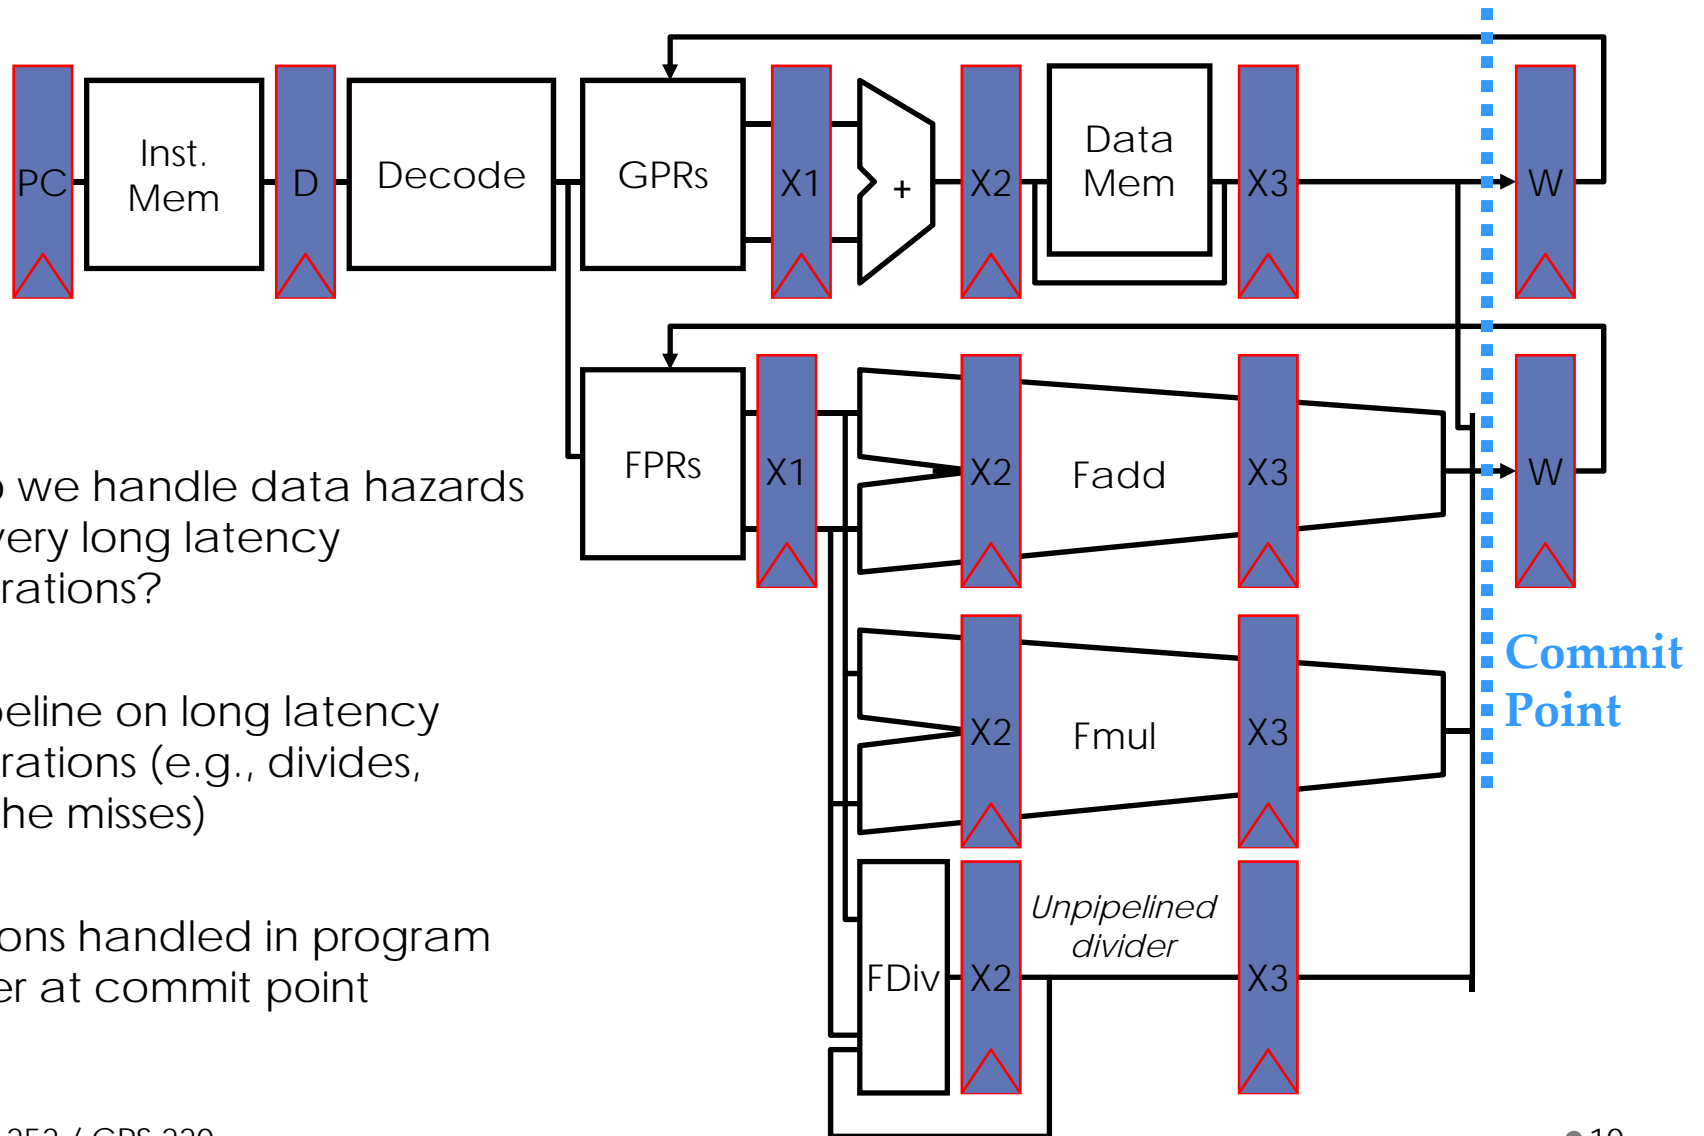 PC
Inst.
Mem
D
Decode
GPRs
X1
+
X2
Data
Mem
X3
W
FPRs
X1
X2
Fadd
X3
W
we handle data hazards
very long latency
rations?
X2
Fmul
X3
Commit
Point
eline on long latency
rations (e.g., divides,
he misses)
ons handled in program
er at commit point
FDiv
X2
Unpipelined
divider
X3